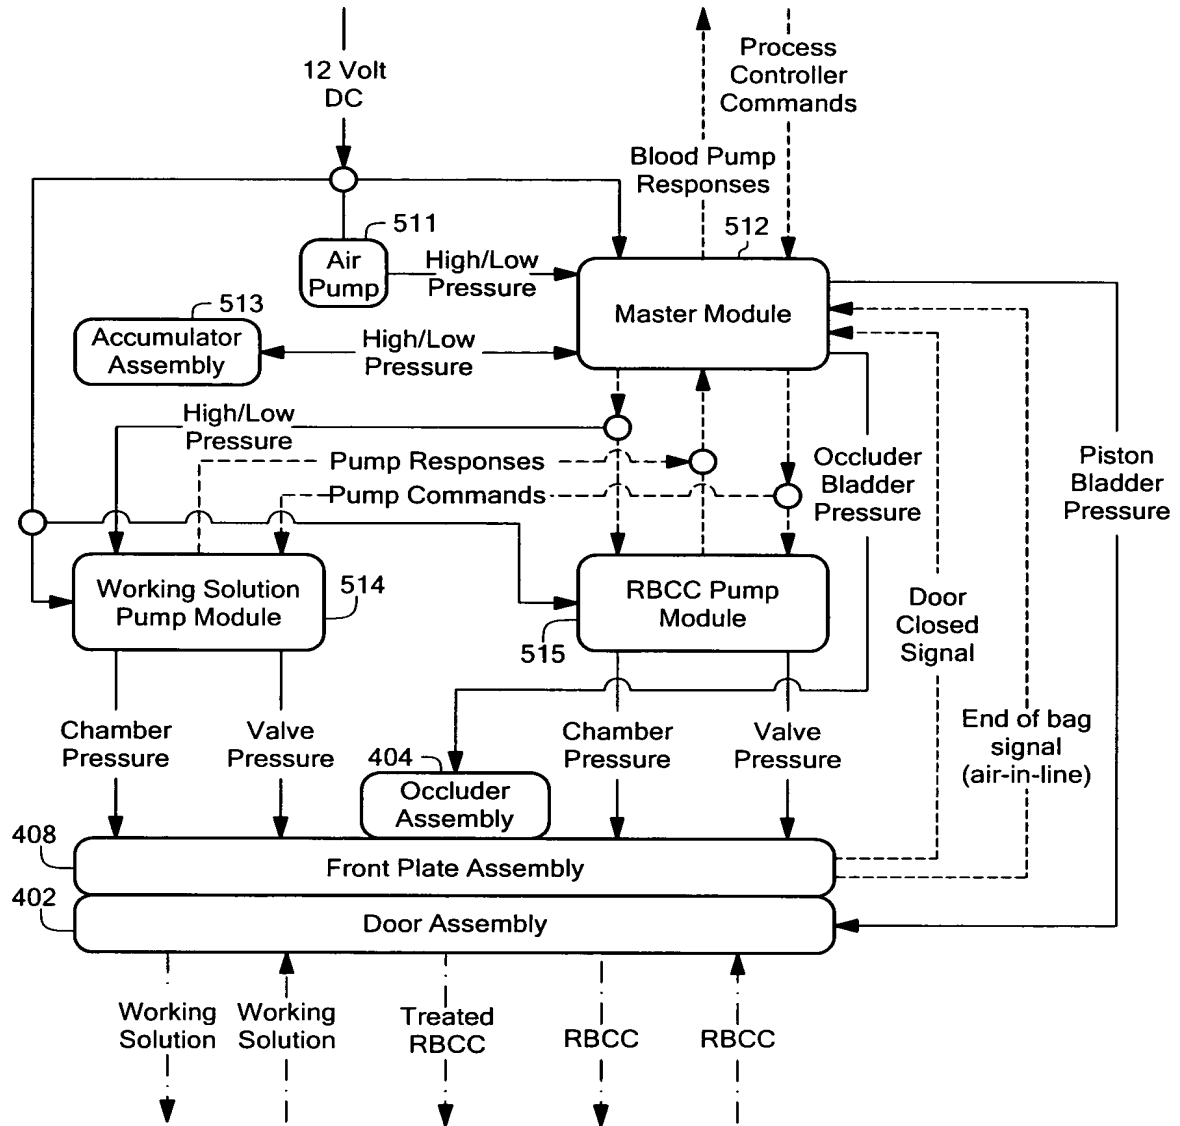 12 Volt
DC
Process
Controller
Commands
Blood Pump
Responses
511
512
Air
Pump
High/Low
Pressure
Master Module
513
Accumulator
Assembly
High/Low
Pressure
High/Low
Pressure
Pump Responses
Pump Commands
Occluder
Bladder
Pressure
Piston
Bladder
Pressure
Working Solution
Pump Module
514
RBCC Pump
Module
515
Door
Closed
Signal
Chamber
Pressure
Valve
Pressure
404
Occluder
Assembly
Chamber
Pressure
Valve
Pressure
End of bag
signal
(air-in-line)
408
Front Plate Assembly
402
Door Assembly
Working
Solution
Working
Solution
Treated
RBCC
RBCC
RBCC